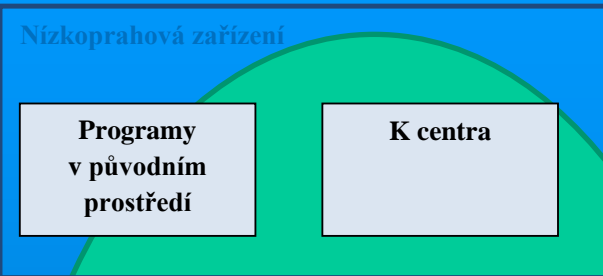 Nízkoprahová zařízení
Programy
v původním
prostředí
K centra